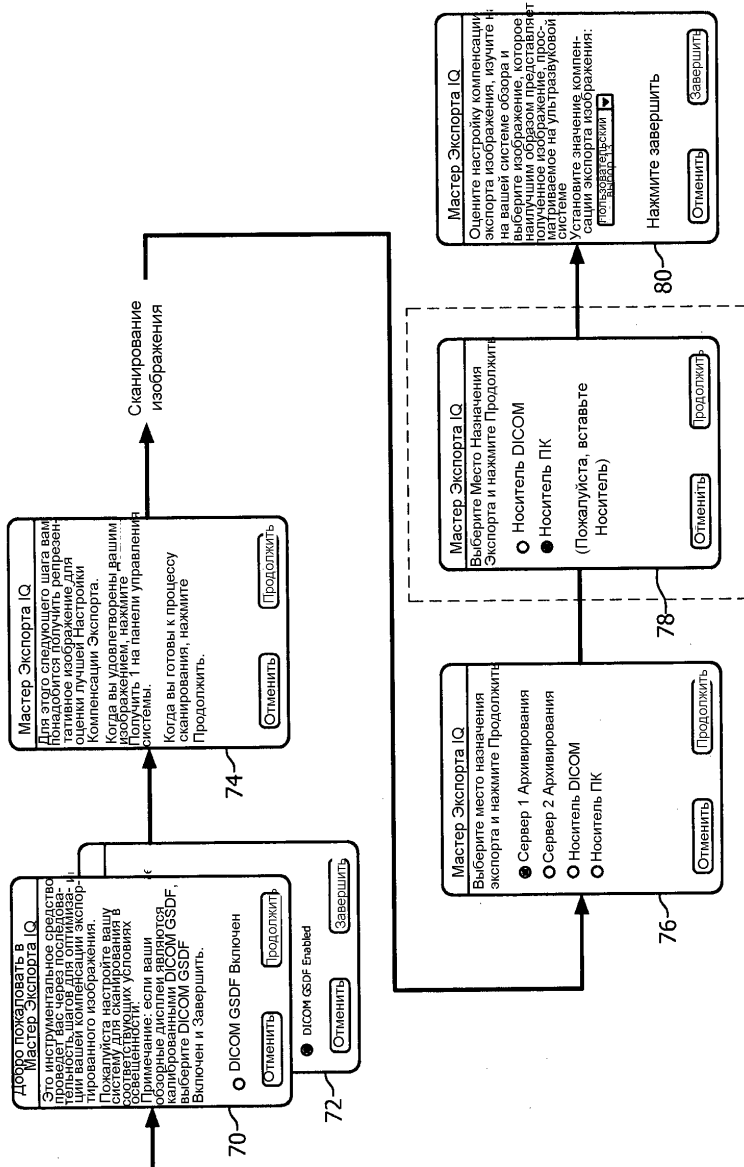 Добро пожаловать в
Мастер Экспорта IQ
Это инструментальное средство
проведет вас через последова-
тельность шагов для оптимиза-
ции вашей компенсации экспор-
тированного изображения.
Пожалуйста настройте вашу
систему для сканирования в
соответствующих условиях
освещенности.
Примечание: если ваши
обзорные дисплеи являются
калиброванными DICOM GSDF,
выберите DICOM GSDF
Включен и Завершить.
DICOM GSDF Включен
Отменить
Продолжить
70
DICOM GSDF Enabled
Отменить
Завершить
72
Мастер Экспорта IQ
Для этого следующего шага вам
понадобится получить репрезен-
тативное изображение для
оценки лучшей Настройки
Компенсации Экспорта.
Когда вы удовлетворены вашим
изображением, нажмите
Получить 1 на панели управления
системы.
Когда вы готовы к процессу
сканирования, нажмите
Продолжить.
Отменить
Продолжить
74
Сканирование
изображения
Мастер Экспорта IQ
Выберите место назначения
экспорта и нажмите Продолжить
Сервер 1 Архивирования
Сервер 2 Архивирования
Носитель DICOM
Носитель ПК
Отменить
Продолжить
76
Мастер Экспорта IQ
Выберите Место Назначения
Экспорта и нажмите Продолжить
Носитель DICOM
Носитель ПК
(Пожалуйста, вставьте
Носитель)
Отменить
Продолжить
78
Мастер Экспорта IQ
Оцените настройку компенсации
экспорта изображения, изучите н
на вашей системе обзора и
выберите изображение, которое
наилучшим образом представляет
полученное изображение, прос-
матриваемое на ультразвуковой
системе
Установите значение компен-
сации экспорта изображения:
Пользовательский
выбор
Нажмите завершить
Отменить
Завершить
80